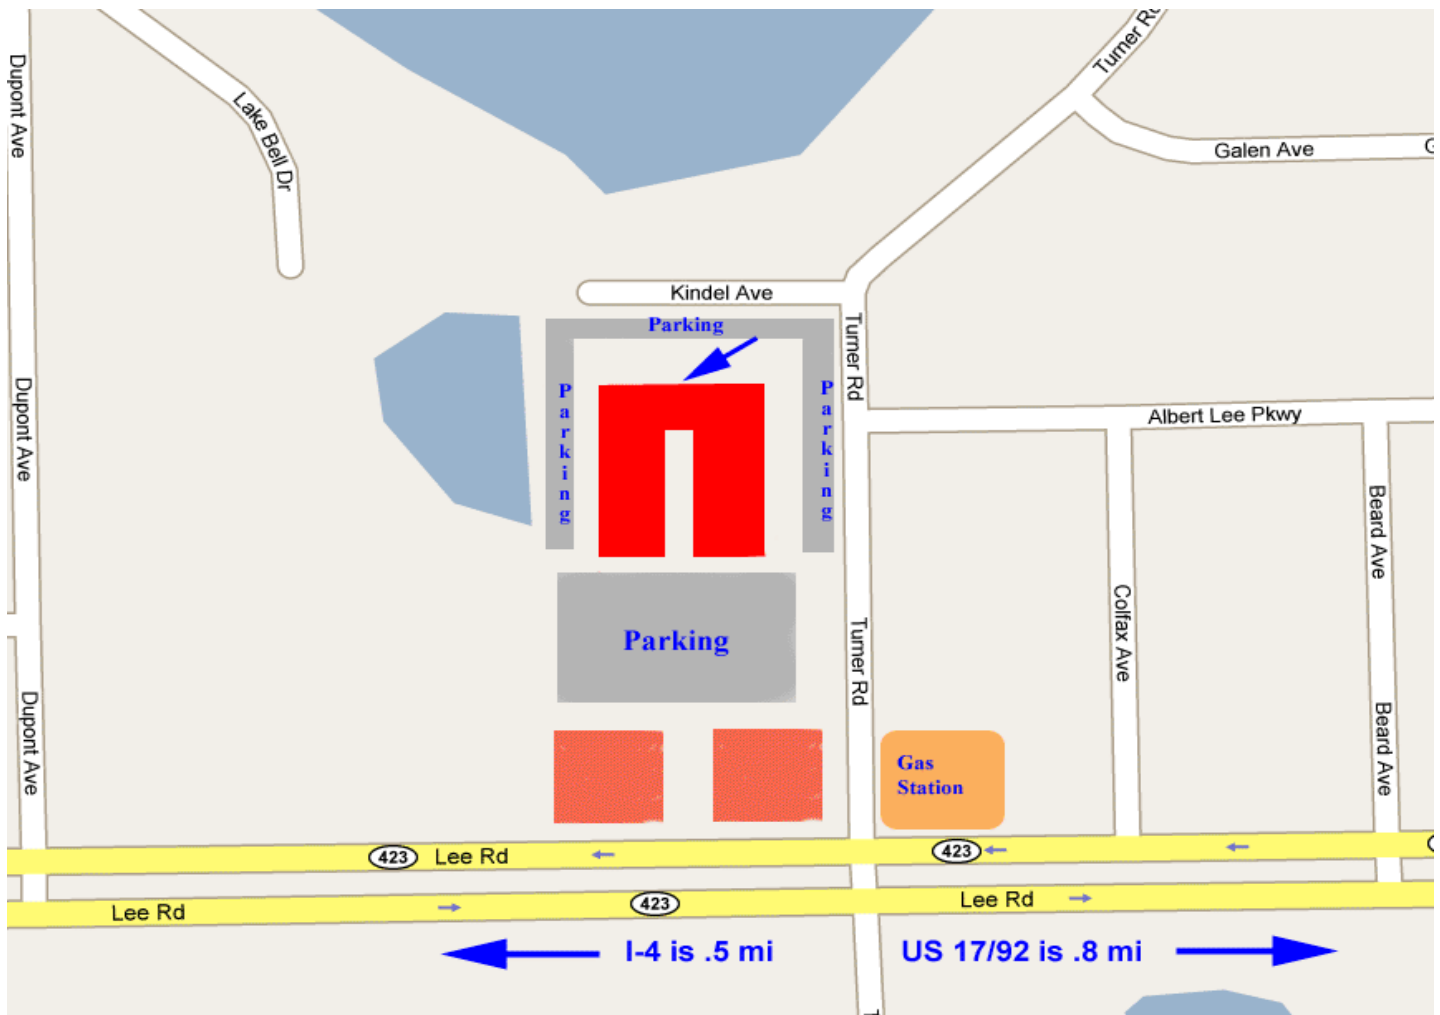 Turner Rd
Dupont Ave
Lake Bell Dr
Galen Ave
G
Kindel Ave
Parking
Turner Rd
Parking
Parking
Dupont Ave
Albert Lee Pkwy
Beard Ave
Colfax Ave
Parking
Turner Rd
Dupont Ave
Beard Ave
Gas
Station
423 Lee Rd
423
Lee Rd
423
Lee Rd
I-4 is .5 mi
US 17/92 is .8 mi
T